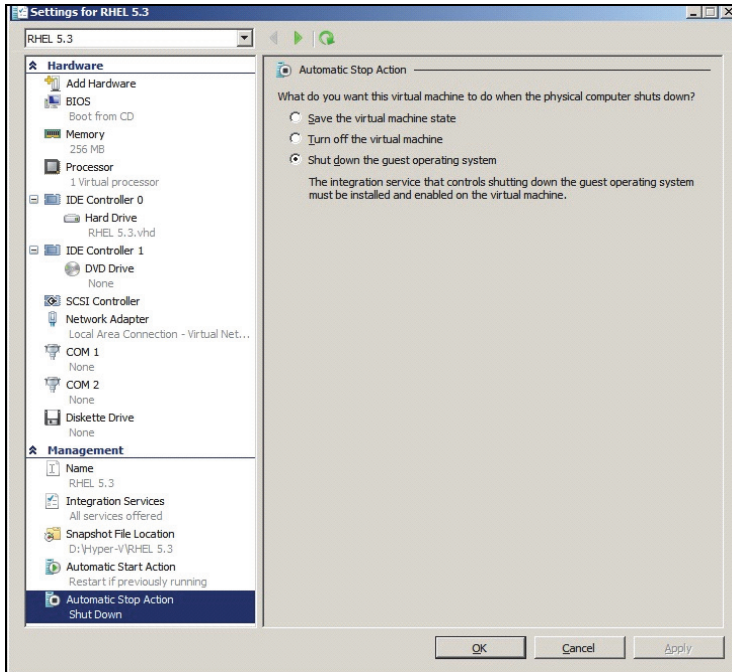 Settings for RHEL 5.3
RHEL 5.3
Hardware
Add Hardware
BIOS
Boot from CD
Memory
256 MB
Processor
1 Virtual processor
IDE Controller 0
Hard Drive
RHEL 5.3.vhd
IDE Controller 1
DVD Drive
None
SCSI Controller
Network Adapter
Local Area Connection - Virtual Net...
COM 1
None
COM 2
None
Diskette Drive
None
Management
Name
RHEL 5.3
Integration Services
All services offered
Snapshot File Location
D:\Hyper-V\RHEL 5.3
Automatic Start Action
Restart if previously running
Automatic Stop Action
Shut Down
Automatic Stop Action
What do you want this virtual machine to do when the physical computer shuts down?
Save the virtual machine state
Turn off the virtual machine
Shut down the guest operating system
The integration service that controls shutting down the guest operating system
must be installed and enabled on the virtual machine.
OK
Cancel
Apply